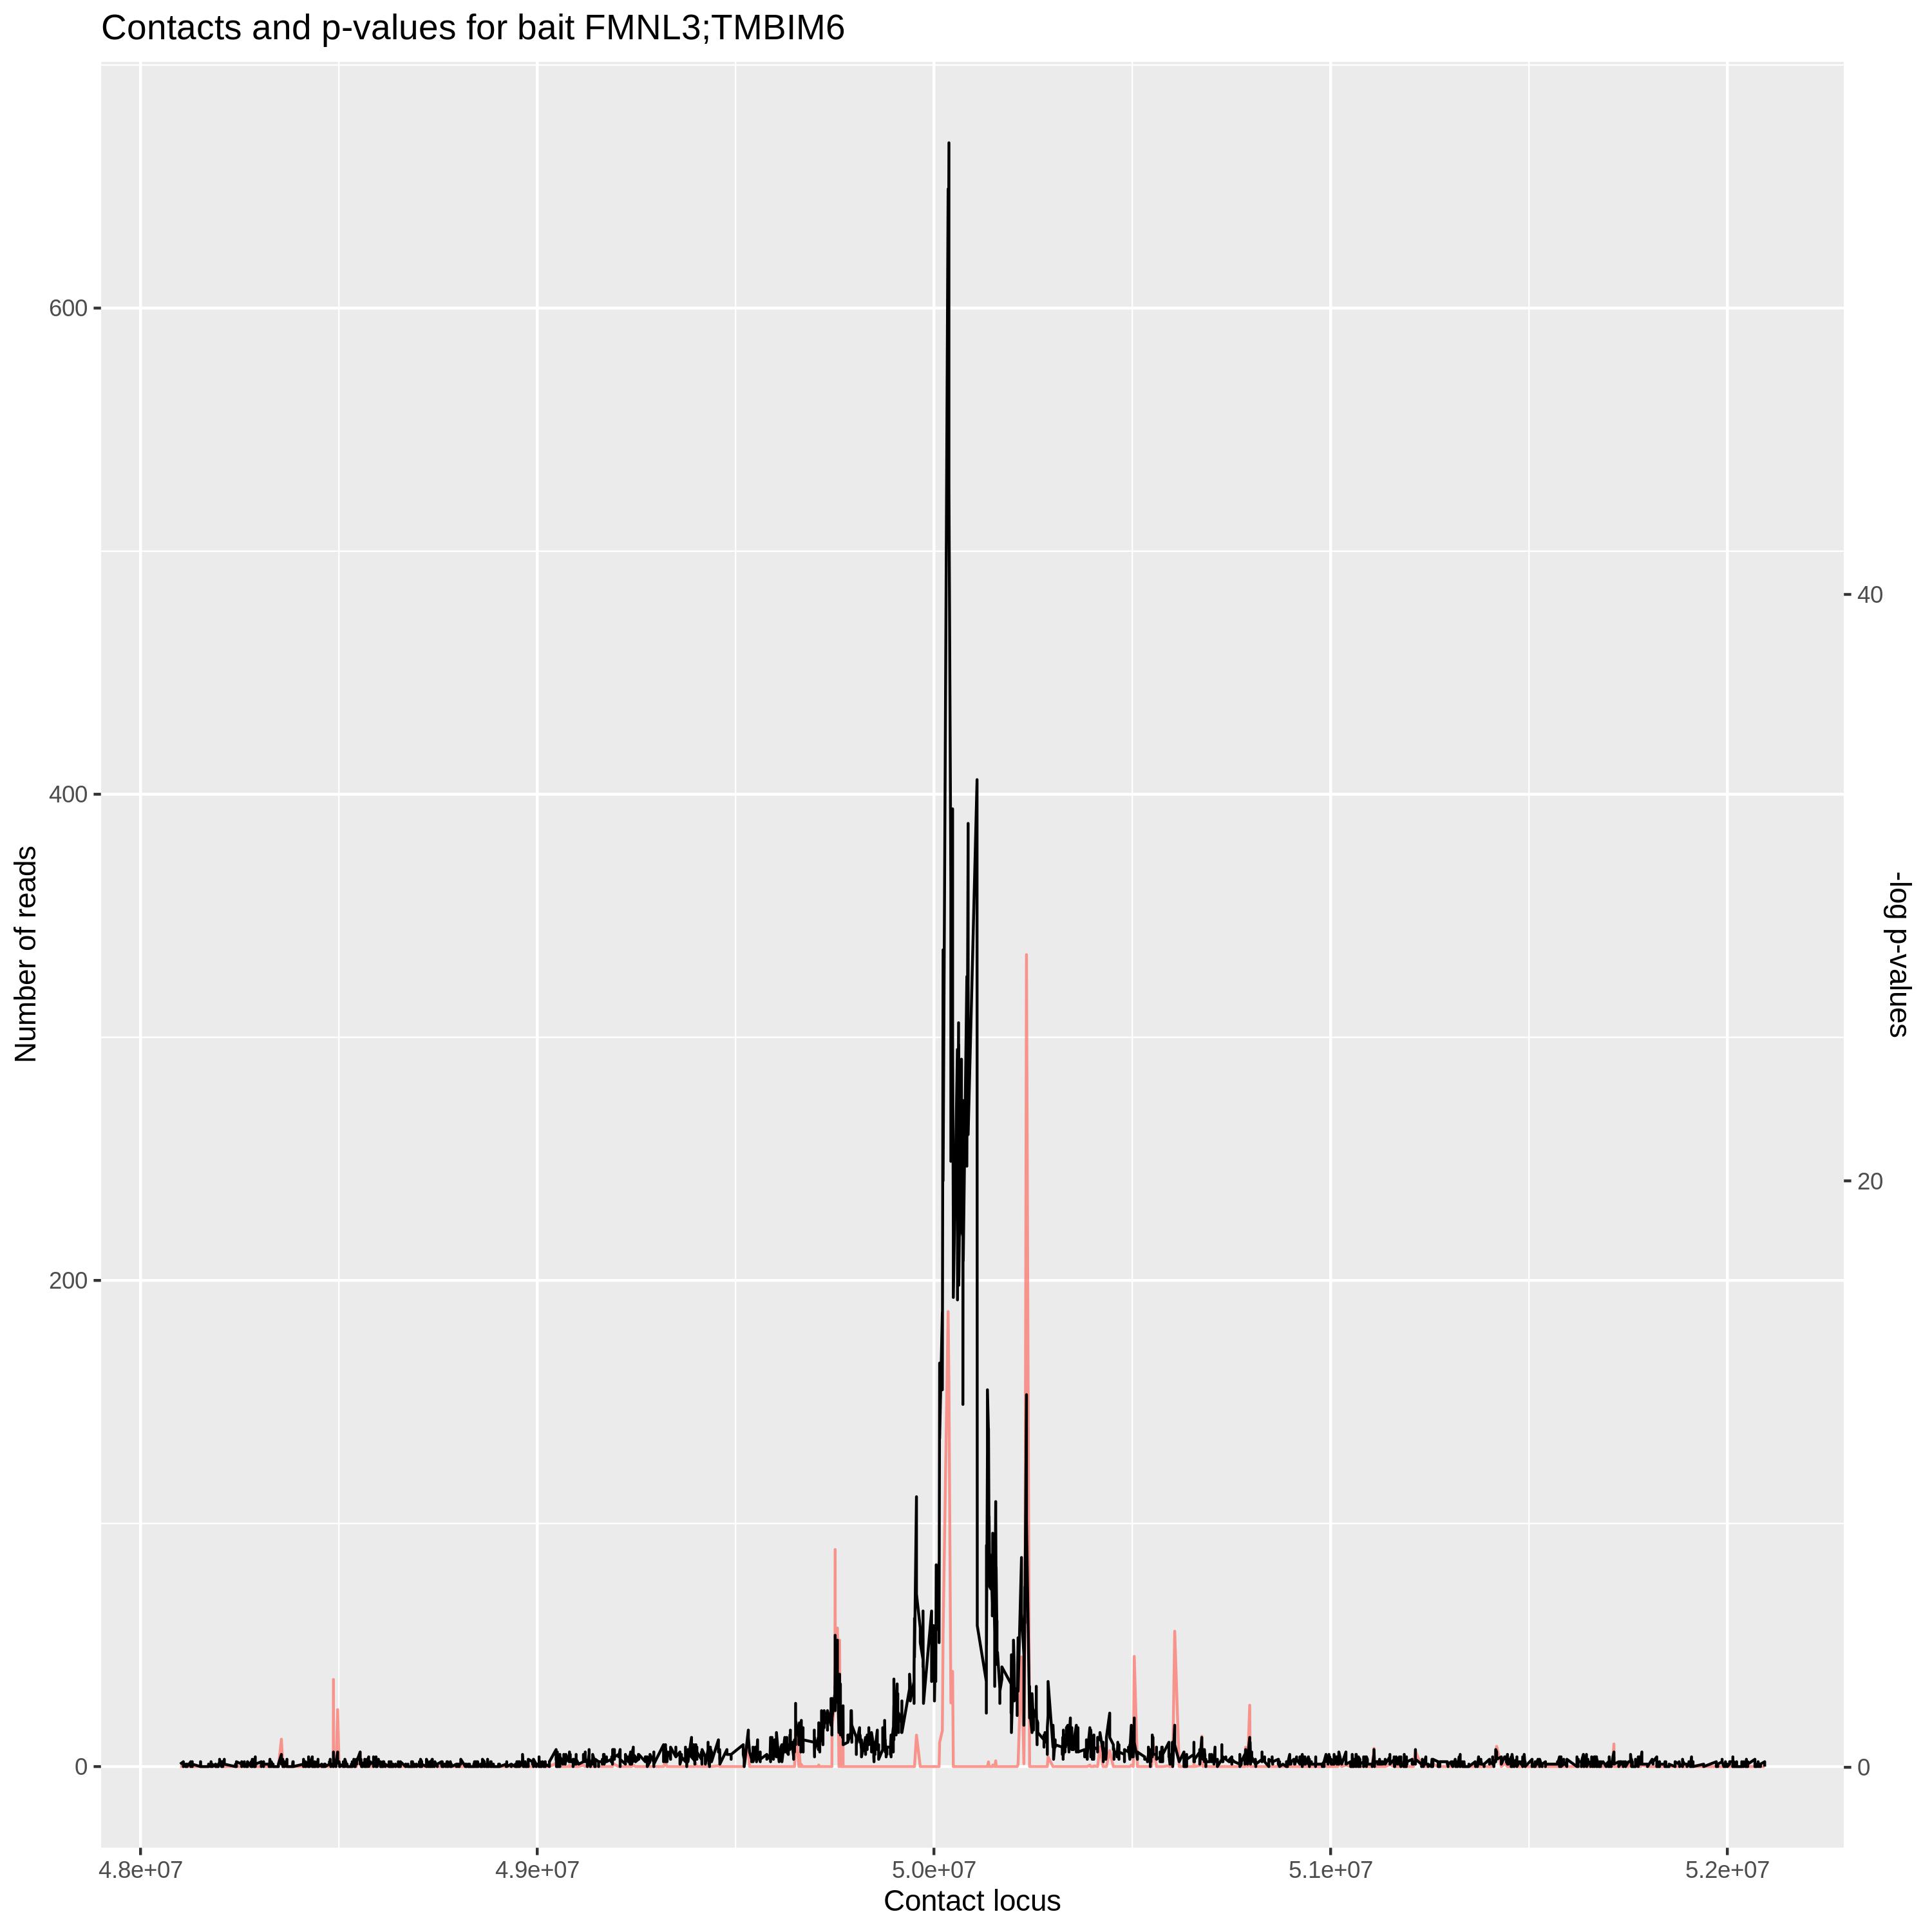 Contacts and p-values for bait FMNL3;TMBIM6
Number of reads
600
400
200
0
-log p-values
40
20
0
4.8e+07
4.9e+07
5.0e+07
5.1e+07
5.2e+07
Contact locus